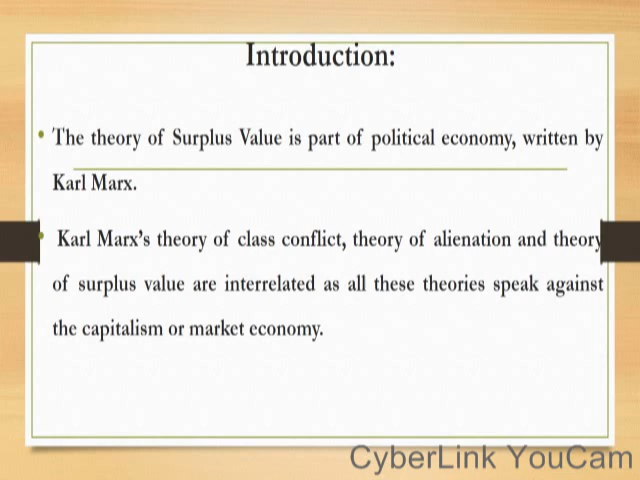 Introduction:
• The theory of Surplus Value is part of political economy, written by
Karl Marx.
• Karl Marx's theory of class conflict, theory of alienation and theory
of surplus value are interrelated as all these theories speak against
the capitalism or market economy.
CyberLink YouCam